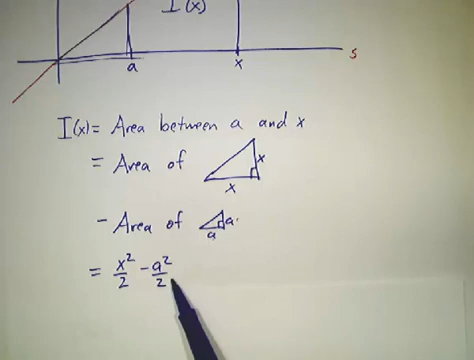 I(x)
a x s
I(x) = Area between a and x
= Area of x x
- Area of a a
= x²/2 - a²/2